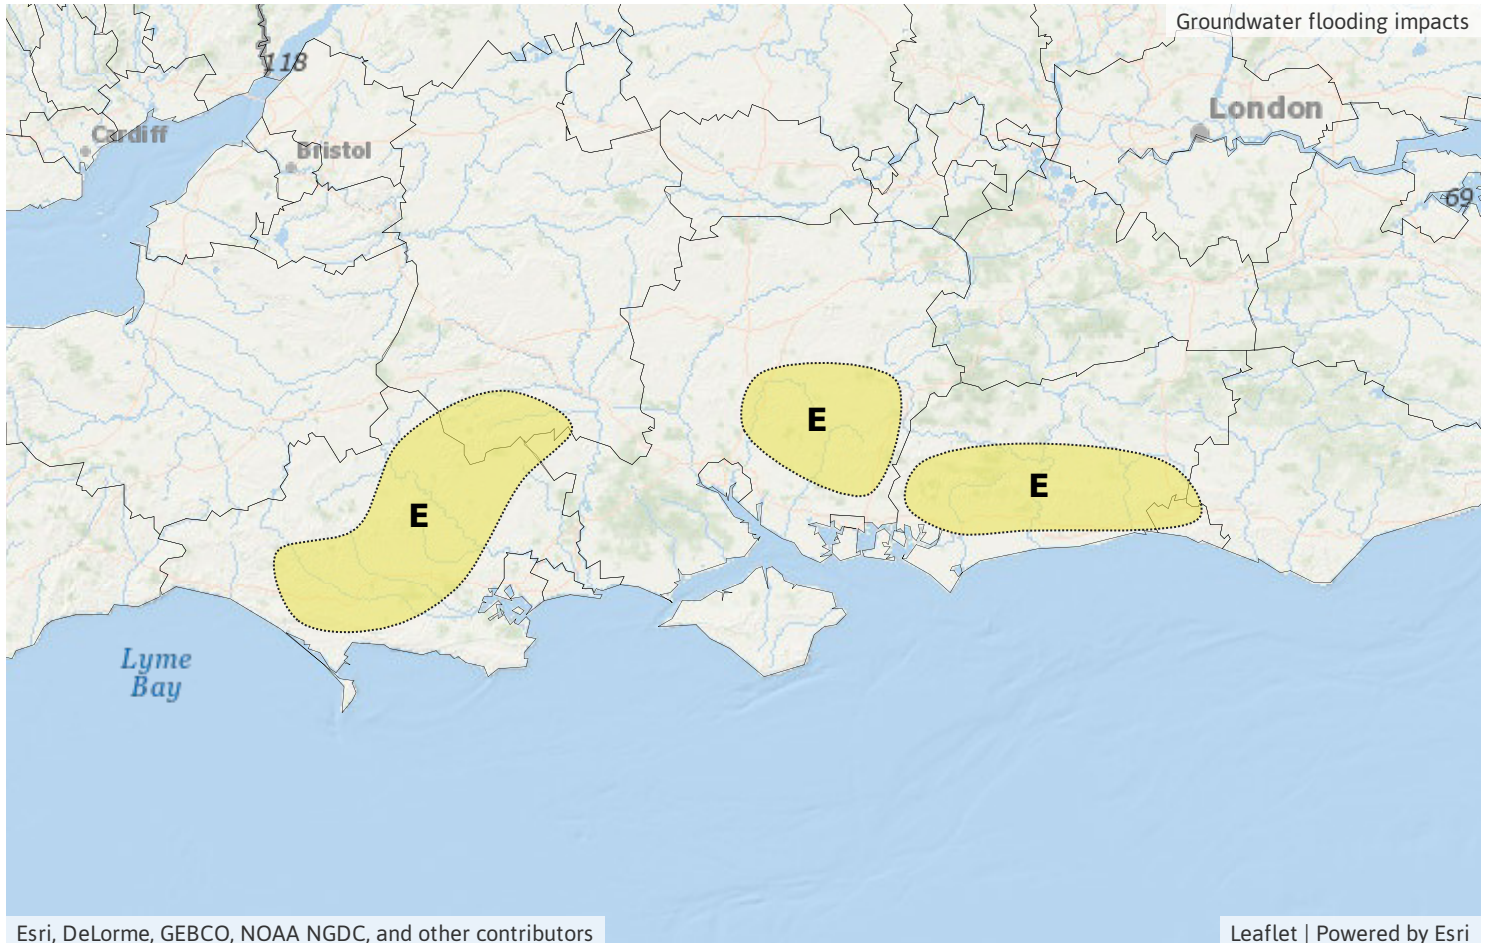 Groundwater flooding impacts
118
London
Cardiff
Bristol
69
E
E
E
Lyme
Bay
Esri, DeLorme, GEBCO, NOAA NGDC, and other contributors
Leaflet | Powered by Esri